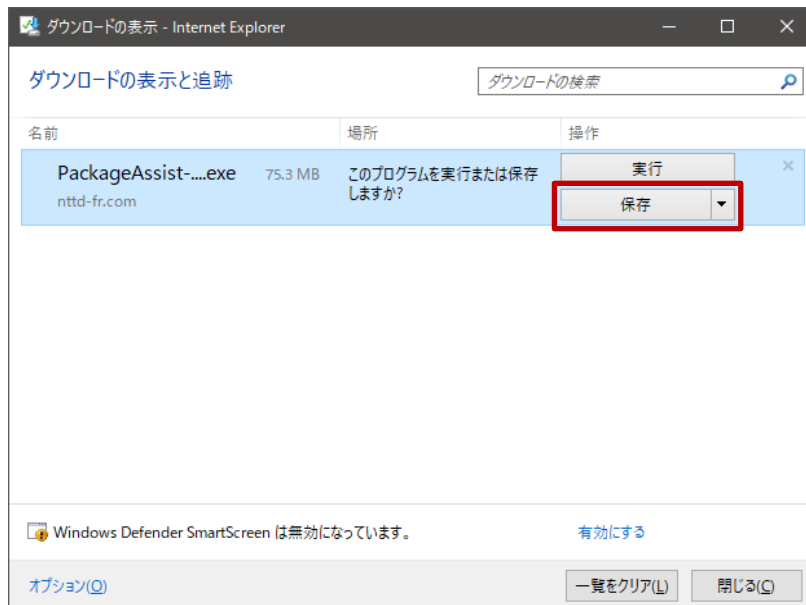 ダウンロードの表示 - Internet Explorer
ダウンロードの表示と追跡
ダウンロードの検索
名前 場所 操作
PackageAssist-....exe 75.3 MB このプログラムを実行または保存しますか? 実行
nttd-fr.com 保存
Windows Defender SmartScreen は無効になっています。 有効にする
オプション(O) 一覧をクリア(L) 閉じる(C)